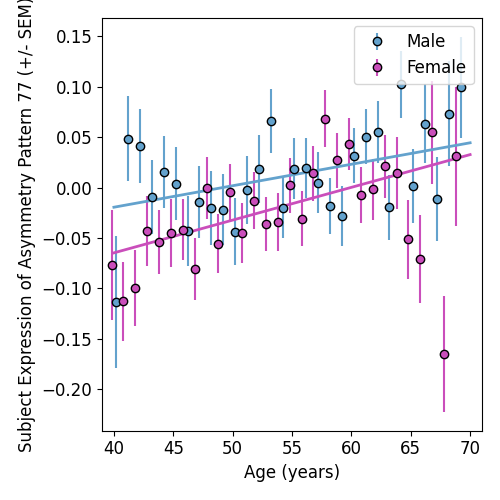 Subject Expression of Asymmetry Pattern 77 (+/- SEM)
0.15
0.10
0.05
0.00
−0.05
−0.10
−0.15
−0.20
Male
Female
40 45 50 55 60 65 70
Age (years)